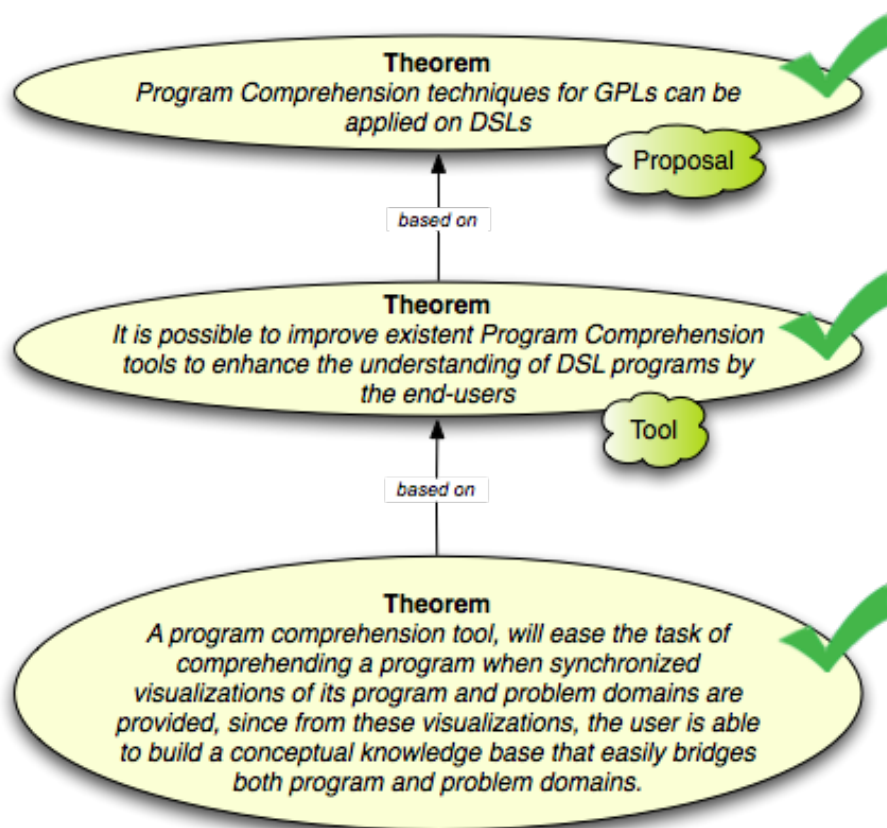 Theorem
Program Comprehension techniques for GPLs can be
applied on DSLs
Proposal
based on
Theorem
It is possible to improve existent Program Comprehension
tools to enhance the understanding of DSL programs by
the end-users
Tool
based on
Theorem
A program comprehension tool, will ease the task of
comprehending a program when synchronized
visualizations of its program and problem domains are
provided, since from these visualizations, the user is able
to build a conceptual knowledge base that easily bridges
both program and problem domains.